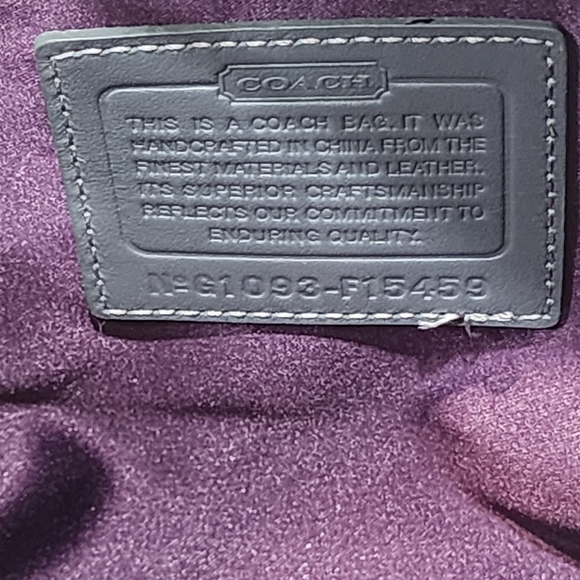 COACH
THIS IS A COACH BAG. IT WAS
HANDCRAFTED IN CHINA FROM THE
FINEST MATERIALS AND LEATHER.
ITS SUPERIOR CRAFTSMANSHIP
REFLECTS OUR COMMITMENT TO
ENDURING QUALITY.
Nº G1093-F15459